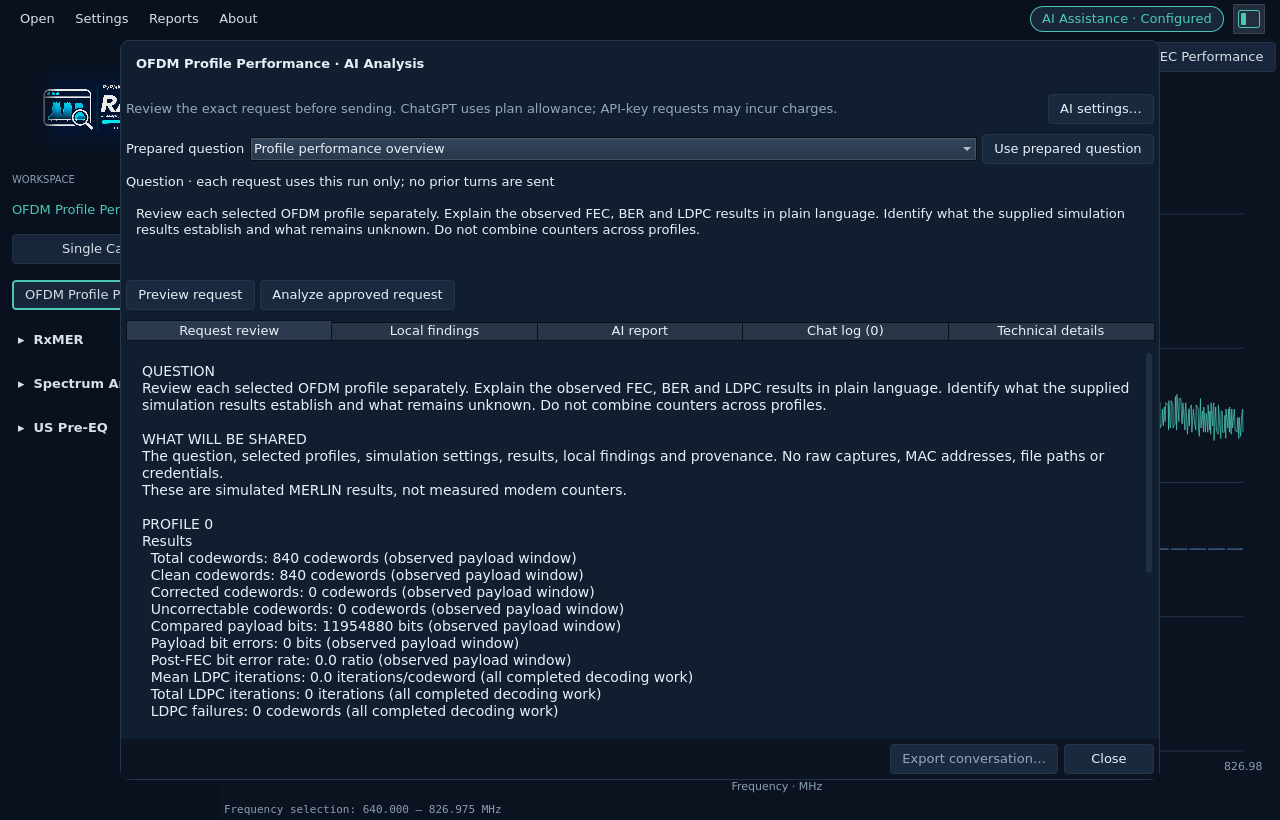 Open Settings Reports About
AI Assistance · Configured
EC Performance
OFDM Profile Performance · AI Analysis
Review the exact request before sending. ChatGPT uses plan allowance; API-key requests may incur charges.
AI settings...
Prepared question
Profile performance overview
Use prepared question
Question · each request uses this run only; no prior turns are sent
Review each selected OFDM profile separately. Explain the observed FEC, BER and LDPC results in plain language. Identify what the supplied simulation
results establish and what remains unknown. Do not combine counters across profiles.
Preview request
Analyze approved request
Request review
Local findings
AI report
Chat log (0)
Technical details
QUESTION
Review each selected OFDM profile separately. Explain the observed FEC, BER and LDPC results in plain language. Identify what the supplied
simulation results establish and what remains unknown. Do not combine counters across profiles.
WHAT WILL BE SHARED
The question, selected profiles, simulation settings, results, local findings and provenance. No raw captures, MAC addresses, file paths or
credentials.
These are simulated MERLIN results, not measured modem counters.
PROFILE 0
Results
Total codewords: 840 codewords (observed payload window)
Clean codewords: 840 codewords (observed payload window)
Corrected codewords: 0 codewords (observed payload window)
Uncorrectable codewords: 0 codewords (observed payload window)
Compared payload bits: 11954880 bits (observed payload window)
Payload bit errors: 0 bits (observed payload window)
Post-FEC bit error rate: 0.0 ratio (observed payload window)
Mean LDPC iterations: 0.0 iterations/codeword (all completed decoding work)
Total LDPC iterations: 0 iterations (all completed decoding work)
LDPC failures: 0 codewords (all completed decoding work)
Export conversation...
Close
WORKSPACE
OFDM Profile Per
Single Ca
OFDM Profile P
▸ RxMER
▸ Spectrum A
▸ US Pre-EQ
826.98
Frequency · MHz
Frequency selection: 640.000 — 826.975 MHz